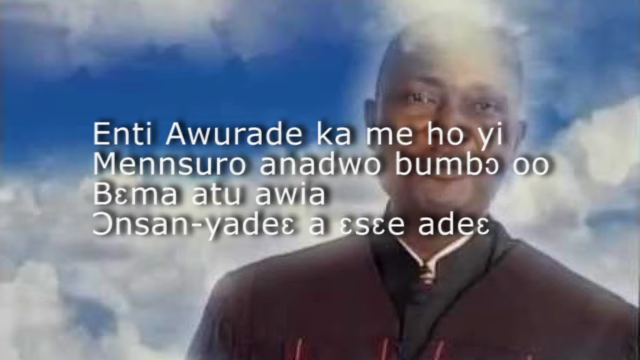 Enti Awurade ka me ho yi
Mennsuro anadwo bumbɔ oo
Bɛma atu awia
Ɔnsan-yadeɛ a ɛsɛe adeɛ